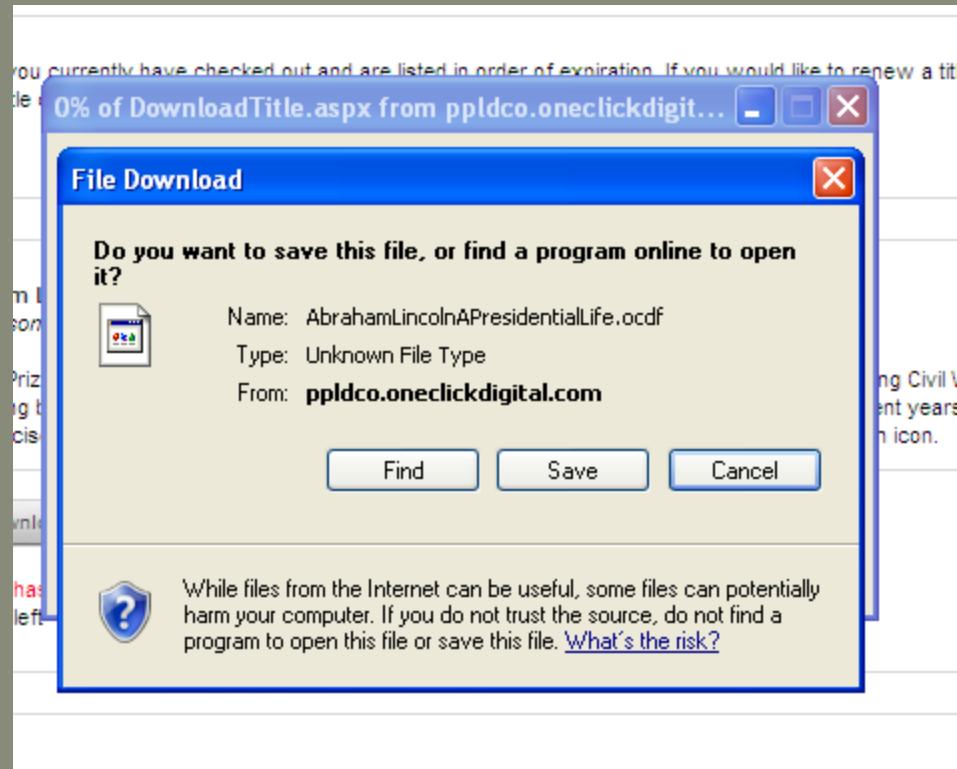 you currently have checked out and are listed in order of expiration. If you would like to renew a tit
0% of DownloadTitle.aspx from ppldco.oneclickdigit...
File Download
Do you want to save this file, or find a program online to open
it?
Name: AbrahamLincolnAPresidentialLife.ocdf
Type: Unknown File Type
From: ppldco.oneclickdigital.com
ng Civil
ent years
icon.
Find Save Cancel
has
left
While files from the Internet can be useful, some files can potentially
harm your computer. If you do not trust the source, do not find a
program to open this file or save this file. What's the risk?